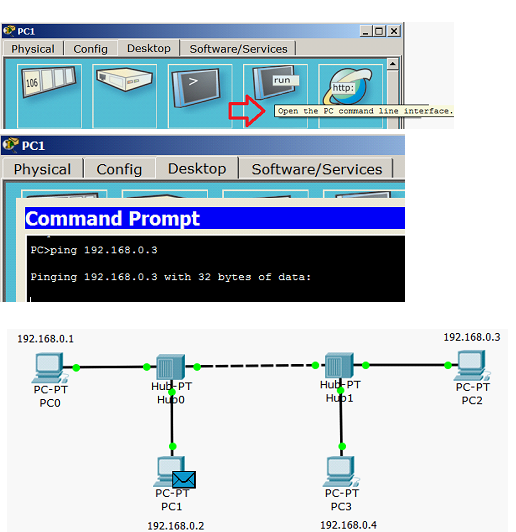 PC1
Physical Config Desktop Software/Services
106
>
run
http:
Open the PC command line interface.
PC1
Physical Config Desktop Software/Services
Command Prompt
PC>ping 192.168.0.3
Pinging 192.168.0.3 with 32 bytes of data:
192.168.0.1
192.168.0.3
PC-PT
PC0
Hub-PT
Hub0
Hub-PT
Hub1
PC-PT
PC2
PC-PT
PC1
PC-PT
PC3
192.168.0.2
192.168.0.4